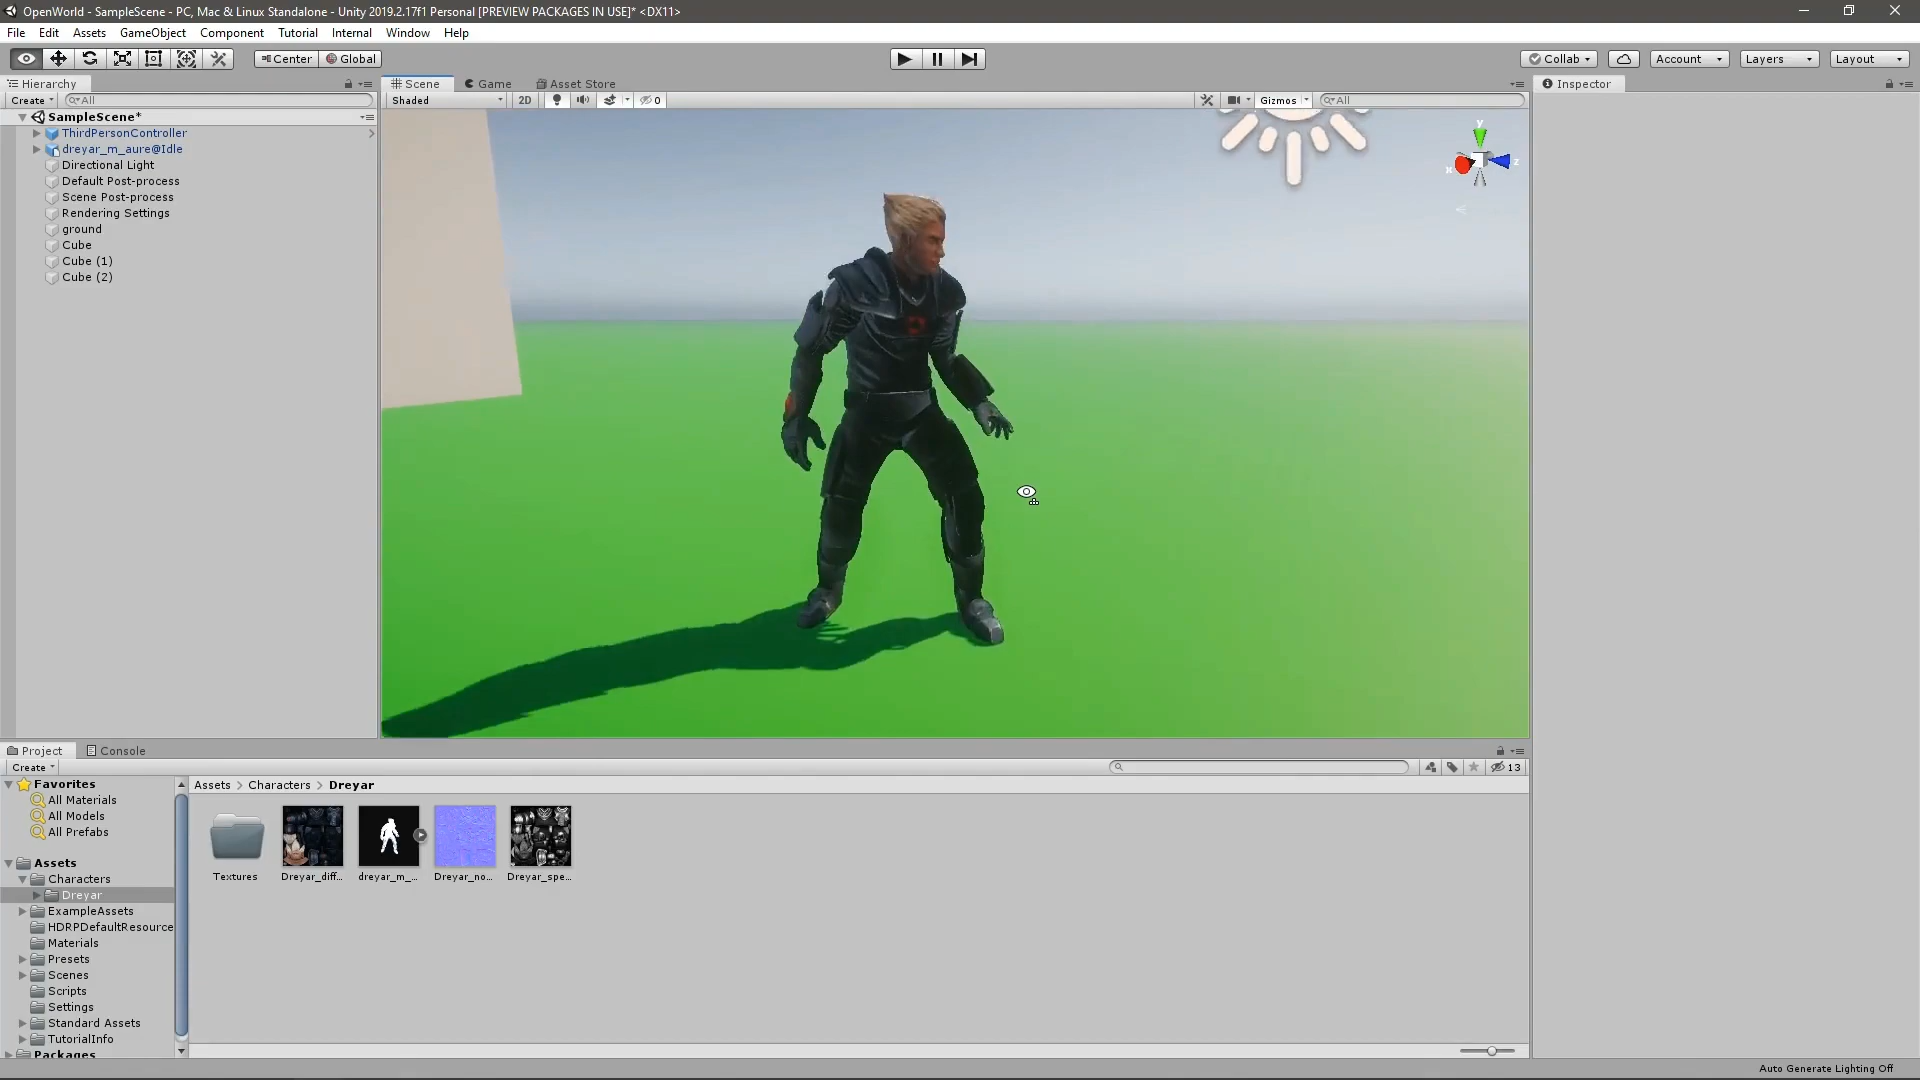 OpenWorld - SampleScene - PC, Mac & Linux Standalone - Unity 2019.2.17f1 Personal [PREVIEW PACKAGES IN USE]* <DX11>
File Edit Assets GameObject Component Tutorial Internal Window Help
Center Global Collab Account Layers Layout
Hierarchy
Create All
SampleScene*
ThirdPersonController
dreyar_m_aure@Idle
Directional Light
Default Post-process
Scene Post-process
Rendering Settings
ground
Cube
Cube (1)
Cube (2)
Scene Game Asset Store
Shaded 2D 0 Gizmos All
y
x z
Inspector
Project Console
Create 13
Favorites
All Materials
All Models
All Prefabs
Assets
Characters
Dreyar
ExampleAssets
HDRPDefaultResource
Materials
Presets
Scenes
Scripts
Settings
Standard Assets
TutorialInfo
Packages
Assets > Characters > Dreyar
Textures Dreyar_diff... dreyar_m_... Dreyar_no... Dreyar_spe...
Auto Generate Lighting Off